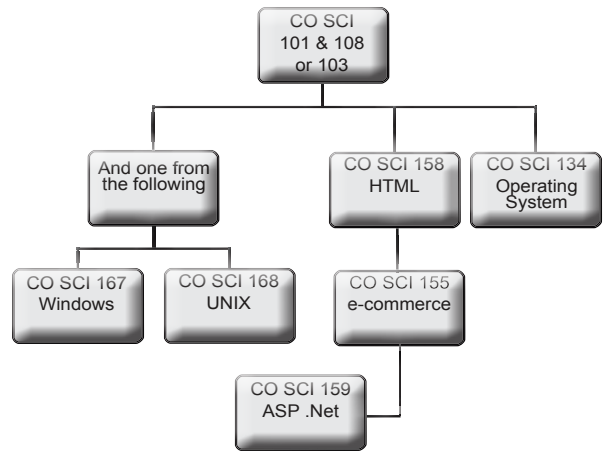 CO SCI
101 & 108
or 103
And one from
the following
CO SCI 158
HTML
CO SCI 134
Operating
System
CO SCI 167
Windows
CO SCI 168
UNIX
CO SCI 155
e-commerce
CO SCI 159
ASP .Net